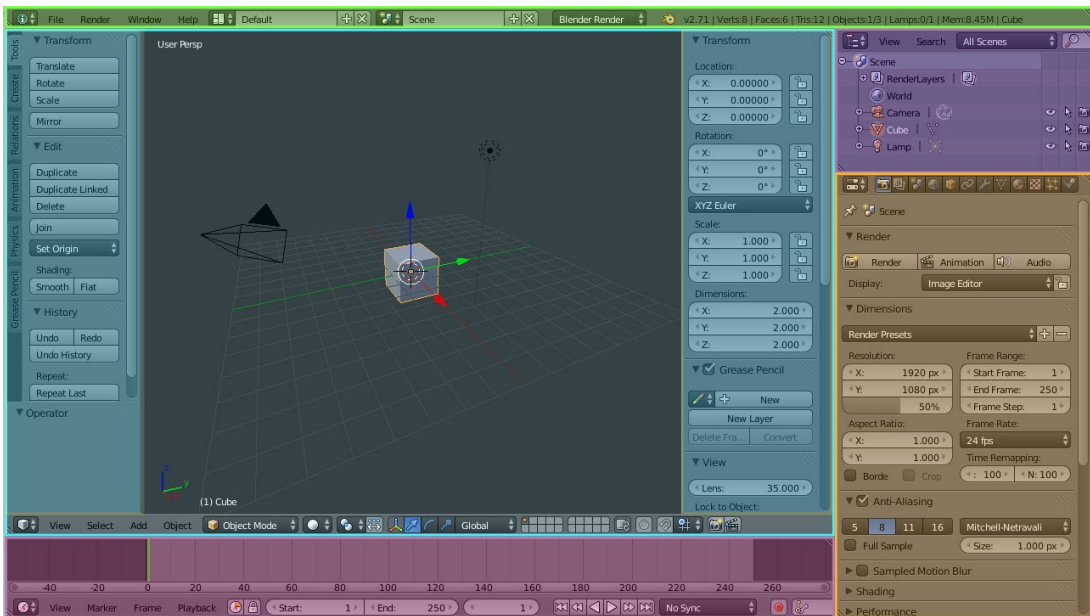 File Render Window Help Default Scene Blender Render v2.71 | Verts:8 | Faces:6 | Tris:12 | Objects:1/3 | Lamps:0/1 | Mem:8.45M | Cube
Tools
Create
Relations
Animation
Physics
Grease Pencil
Transform
Translate
Rotate
Scale
Mirror
Edit
Duplicate
Duplicate Linked
Delete
Join
Set Origin
Shading:
Smooth Flat
History
Undo Redo
Undo History
Repeat:
Repeat Last
Operator
User Persp
z
y
(1) Cube
Transform
Location:
X: 0.00000
Y: 0.00000
Z: 0.00000
Rotation:
X: 0°
Y: 0°
Z: 0°
XYZ Euler
Scale:
X: 1.000
Y: 1.000
Z: 1.000
Dimensions:
X: 2.000
Y: 2.000
Z: 2.000
Grease Pencil
New
New Layer
Delete Fra... Convert
View
Lens: 35.000
Lock to Object:
View Select Add Object Object Mode Global
-40 -20 0 20 40 60 80 100 120 140 160 180 200 220 240 260
View Marker Frame Playback Start: 1 End: 250 1 No Sync
View Search All Scenes
Scene
RenderLayers |
World
Camera |
Cube |
Lamp |
Scene
Render
Render Animation Audio
Display: Image Editor
Dimensions
Render Presets
Resolution: Frame Range:
X: 1920 px Start Frame: 1
Y: 1080 px End Frame: 250
50% Frame Step: 1
Aspect Ratio: Frame Rate:
X: 1.000 24 fps
Y: 1.000 Time Remapping:
Borde Crop : 100 N: 100
Anti-Aliasing
5 8 11 16 Mitchell-Netravali
Full Sample Size: 1.000 px
Sampled Motion Blur
Shading
Performance